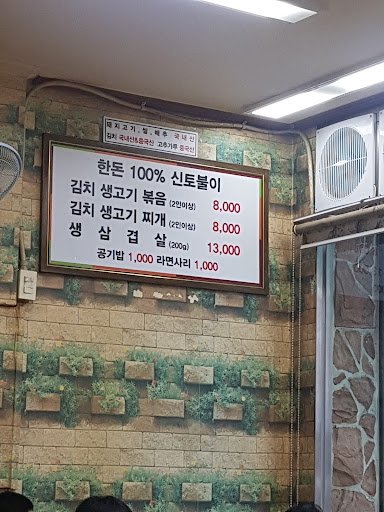 돼지고기, 쌀, 배추 국내산
김치 국내산&중국산 고추가루 중국산
한돈 100% 신토불이
김치 생고기 볶음 (2인이상) 8,000
김치 생고기 찌개 (2인이상) 8,000
생 삼 겹 살 (200g) 13,000
공기밥 1,000 라면사리 1,000